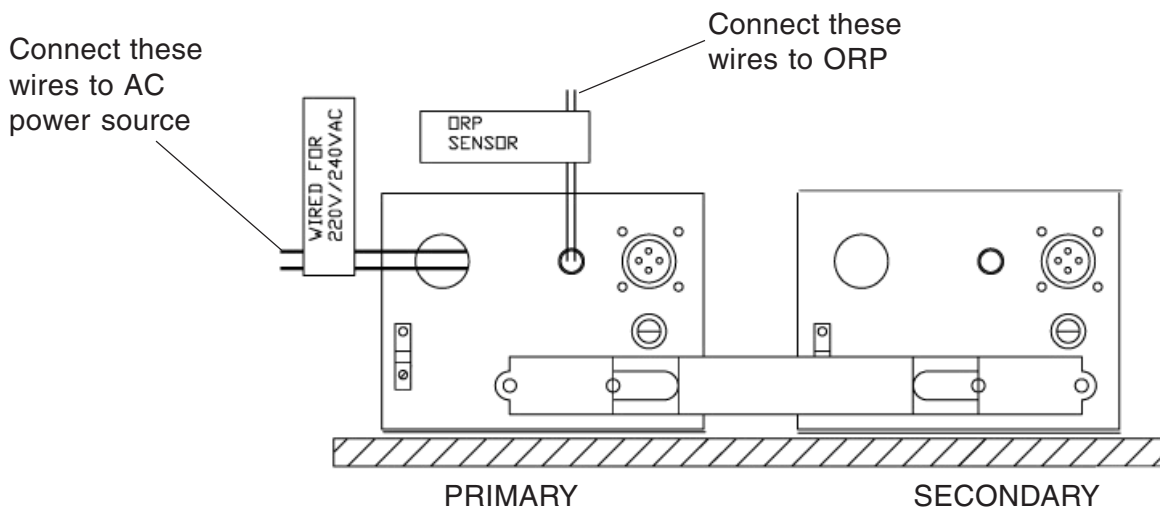 Connect these
wires to AC
power source
Connect these
wires to ORP
WIRED FOR
220V/240VAC
ORP
SENSOR
PRIMARY
SECONDARY